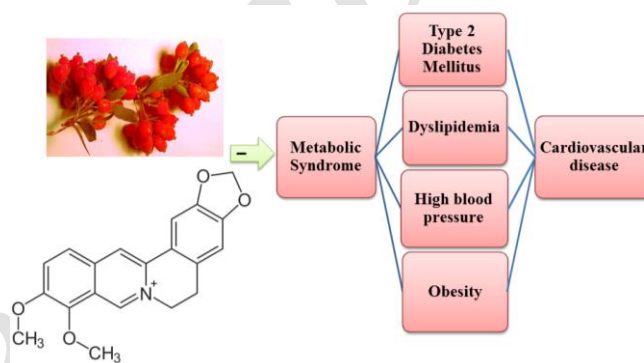 Type 2
Diabetes
Mellitus
Dyslipidemia
–
Metabolic
Syndrome
Cardiovascular
disease
High blood
pressure
Obesity
O
O
N+
O
CH3
O
CH3